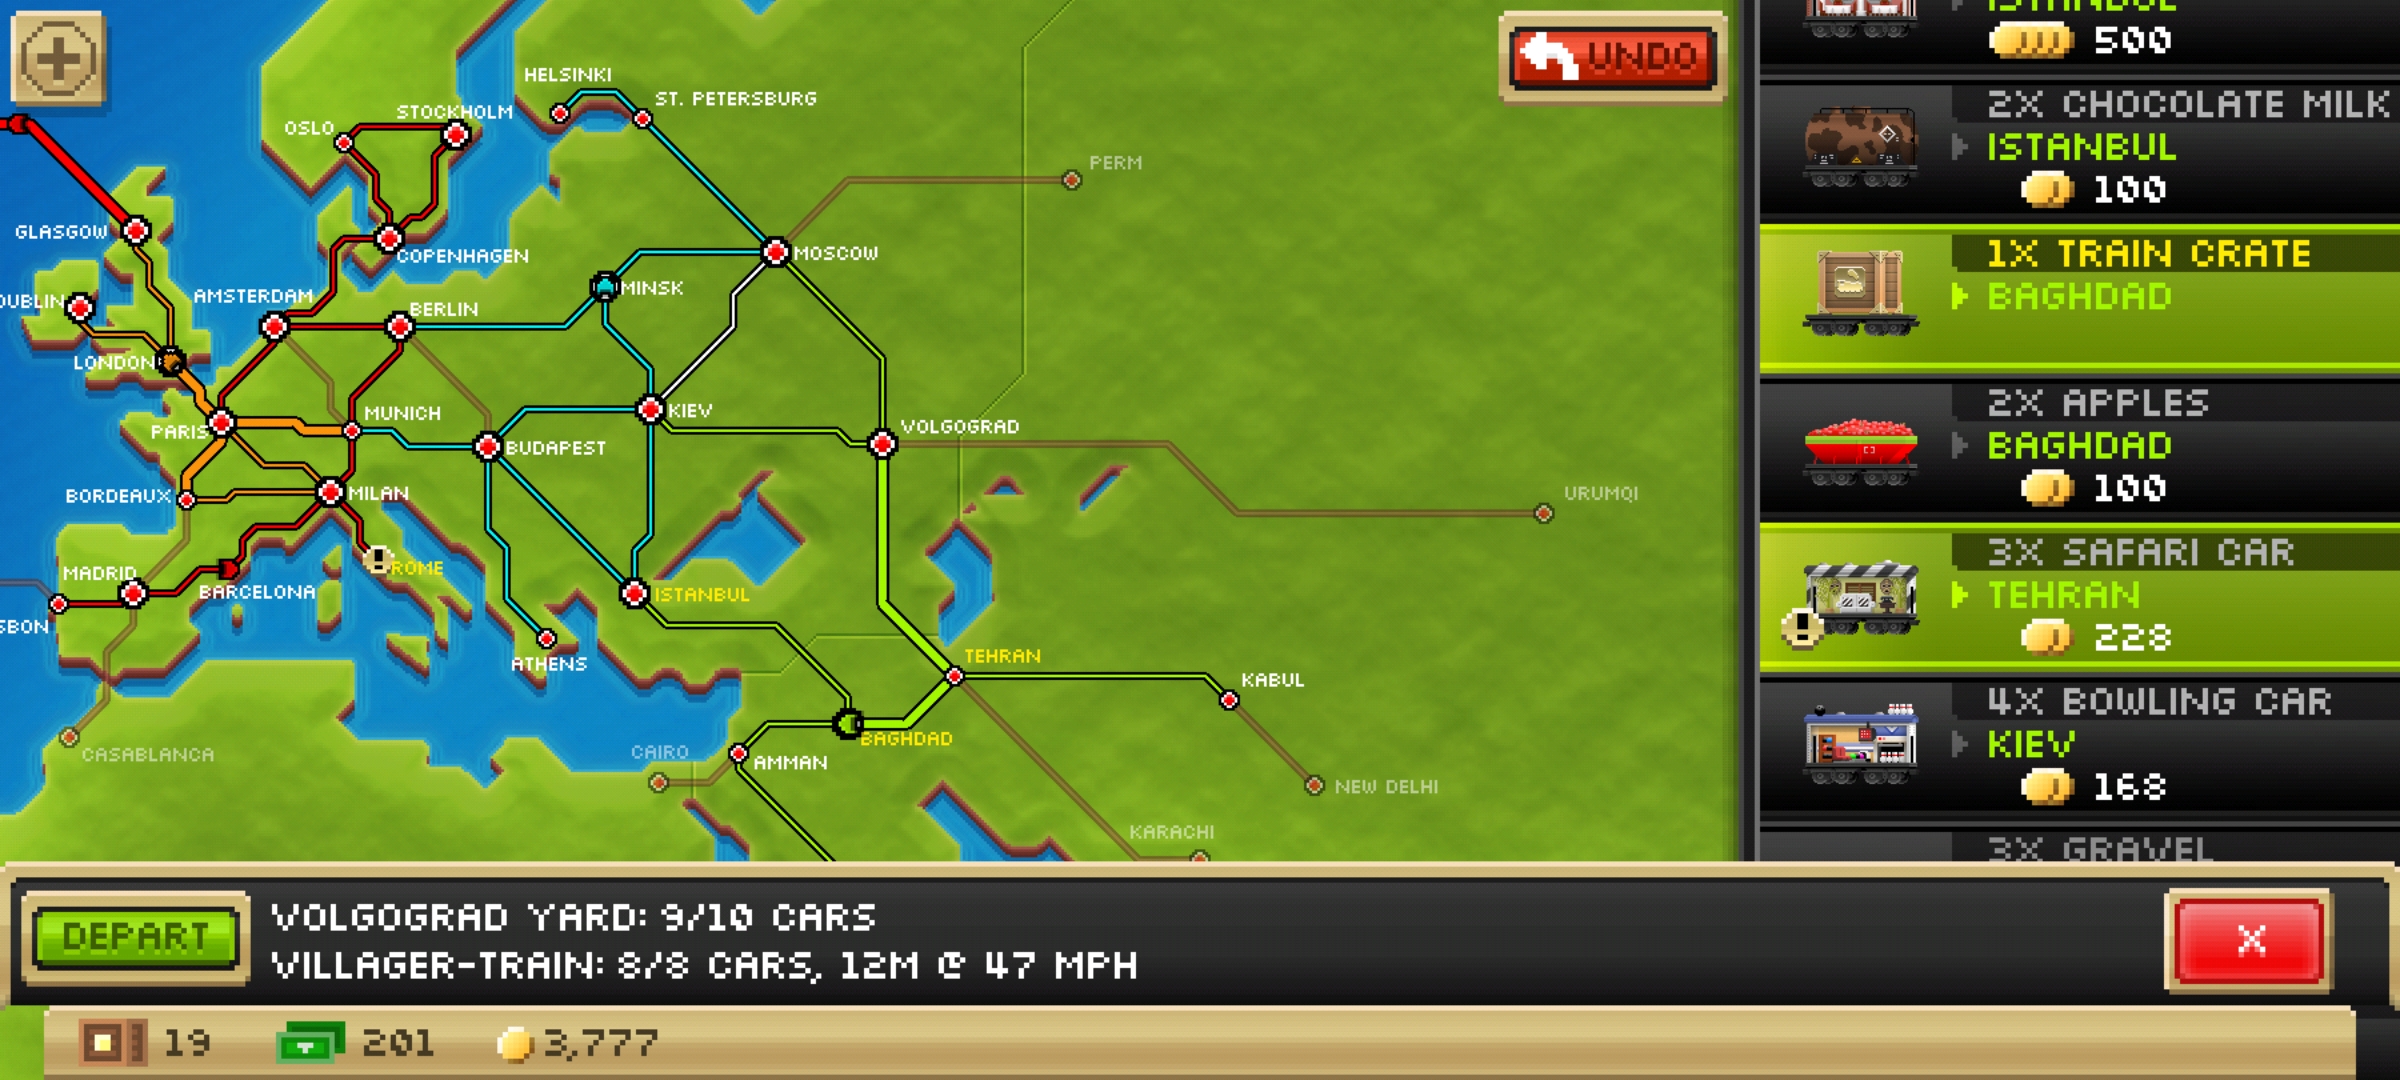 ISTANBUL
500
2X CHOCOLATE MILK
ISTANBUL
100
1X TRAIN CRATE
BAGHDAD
2X APPLES
BAGHDAD
100
3X SAFARI CAR
TEHRAN
228
4X BOWLING CAR
KIEV
168
3X GRAVEL
UNDO
HELSINKI
ST. PETERSBURG
STOCKHOLM
OSLO
PERM
GLASGOW
COPENHAGEN
MOSCOW
MINSK
DUBLIN
AMSTERDAM
BERLIN
LONDON
MUNICH
KIEV
VOLGOGRAD
PARIS
BUDAPEST
BORDEAUX
MILAN
URUMQI
MADRID
ROME
BARCELONA
ISTANBUL
SBON
ATHENS
TEHRAN
KABUL
CASABLANCA
CAIRO
BAGHDAD
AMMAN
NEW DELHI
KARACHI
DEPART
VOLGOGRAD YARD: 9/10 CARS
VILLAGER-TRAIN: 8/8 CARS, 12M @ 47 MPH
X
19
201
3,777